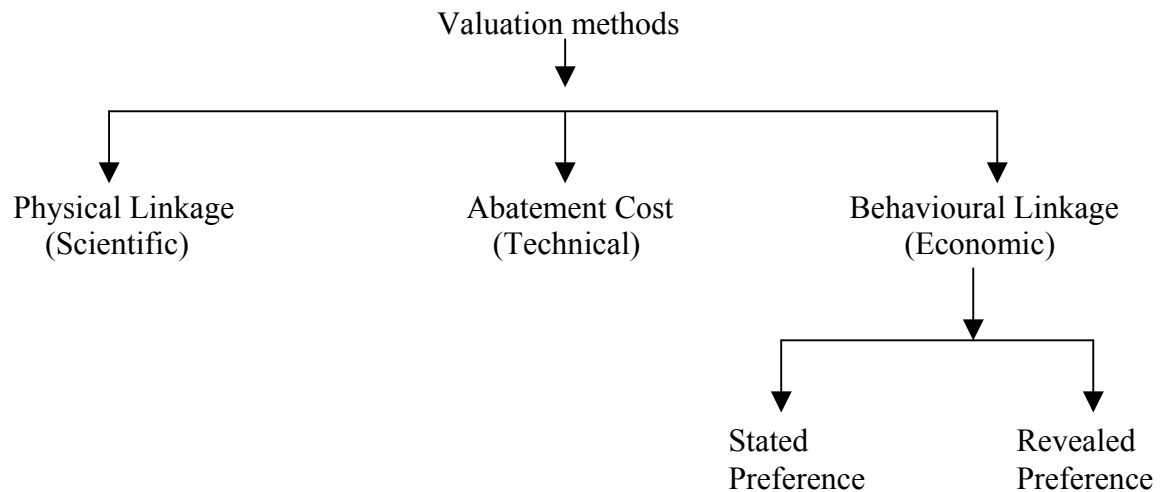 Valuation methods
Physical Linkage
(Scientific)
Abatement Cost
(Technical)
Behavioural Linkage
(Economic)
Stated
Preference
Revealed
Preference